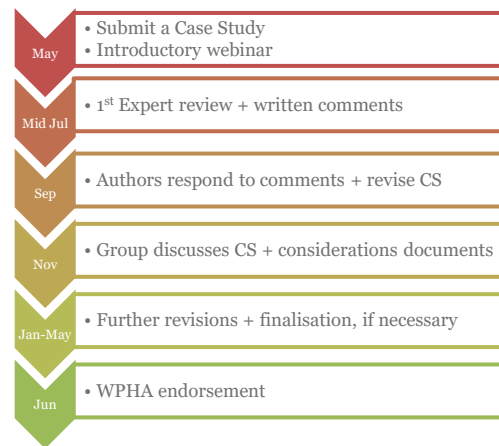 May
• Submit a Case Study
• Introductory webinar
Mid Jul
• 1st Expert review + written comments
Sep
• Authors respond to comments + revise CS
Nov
• Group discusses CS + considerations documents
Jan-May
• Further revisions + finalisation, if necessary
Jun
• WPHA endorsement